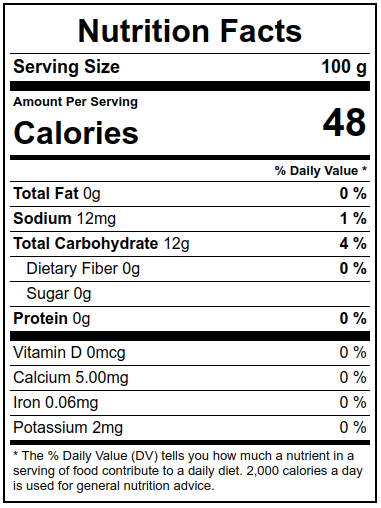 Nutrition Facts
Serving Size 100 g
Amount Per Serving
Calories 48
% Daily Value *
Total Fat 0g 0 %
Sodium 12mg 1 %
Total Carbohydrate 12g 4 %
Dietary Fiber 0g 0 %
Sugar 0g
Protein 0g 0 %
Vitamin D 0mcg 0 %
Calcium 5.00mg 0 %
Iron 0.06mg 0 %
Potassium 2mg 0 %
* The % Daily Value (DV) tells you how much a nutrient in a
serving of food contribute to a daily diet. 2,000 calories a day
is used for general nutrition advice.